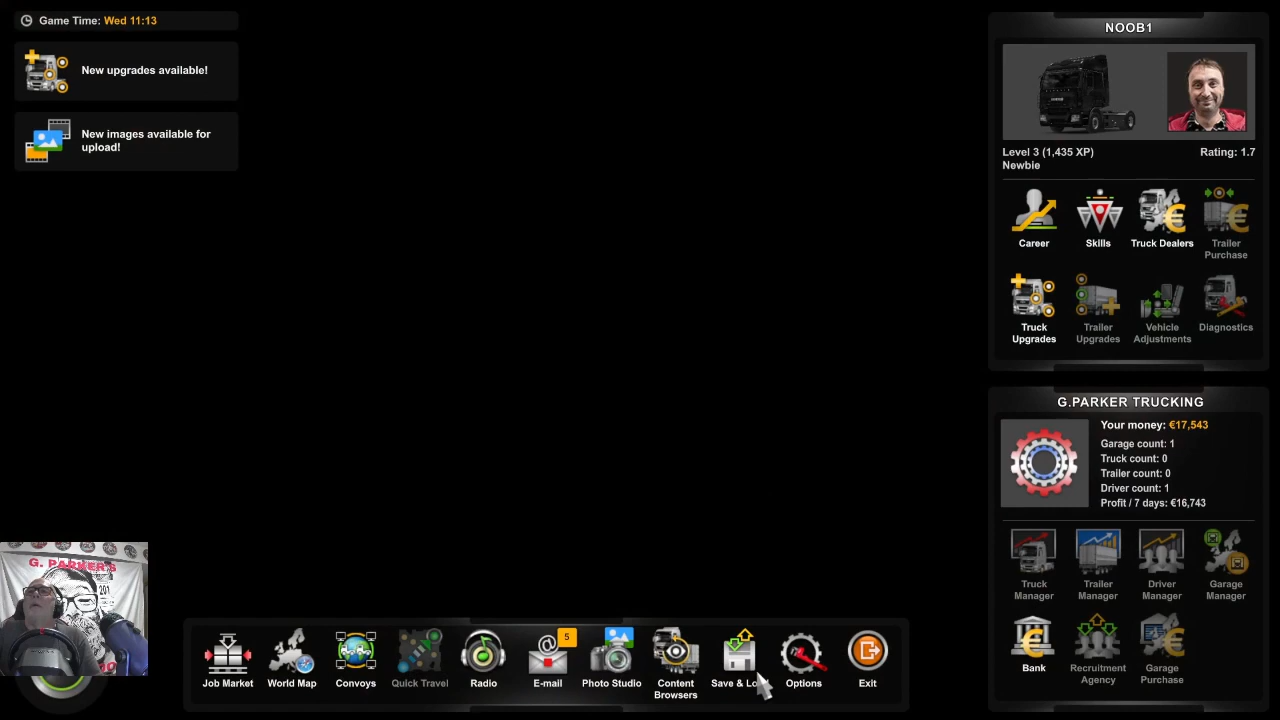 Game Time: Wed 11:13
New upgrades available!
New images available for
upload!
NOOB1
Level 3 (1,435 XP)
Rating: 1.7
Newbie
Career
Skills
Truck Dealers
Trailer
Purchase
Truck
Upgrades
Trailer
Upgrades
Vehicle
Adjustments
Diagnostics
G.PARKER TRUCKING
Your money: €17,543
Garage count: 1
Truck count: 0
Trailer count: 0
Driver count: 1
Profit / 7 days: €16,743
Truck
Manager
Trailer
Manager
Driver
Manager
Garage
Manager
Bank
Recruitment
Agency
Garage
Purchase
G. PARKER'S
201
Job Market
World Map
Convoys
Quick Travel
Radio
5
E-mail
Photo Studio
Content
Browsers
Save & Lo
Options
Exit